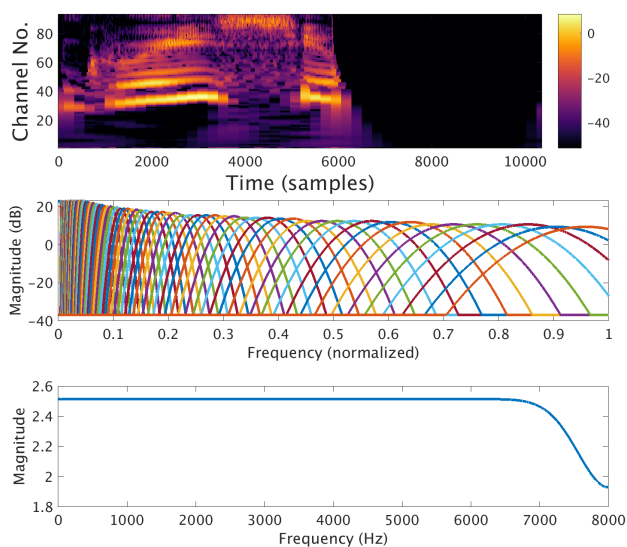 Channel No.
80
60
40
20
0 2000 4000 6000 8000 10000
Time (samples)
0
-20
-40
Magnitude (dB)
20
0
-20
-40
0 0.1 0.2 0.3 0.4 0.5 0.6 0.7 0.8 0.9 1
Frequency (normalized)
Magnitude
2.6
2.4
2.2
2
1.8
0 1000 2000 3000 4000 5000 6000 7000 8000
Frequency (Hz)